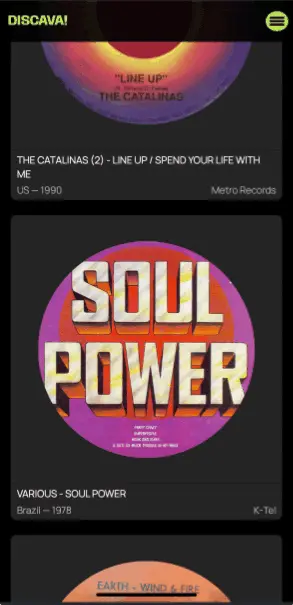 DISCAVA!
"LINE UP"
THE CATALINAS
THE CATALINAS (2) - LINE UP / SPEND YOUR LIFE WITH
ME
US — 1990
Metro Records
SOUL
POWER
VARIOUS - SOUL POWER
Brazil — 1978
K-Tel
EARTH - WIND & FIRE